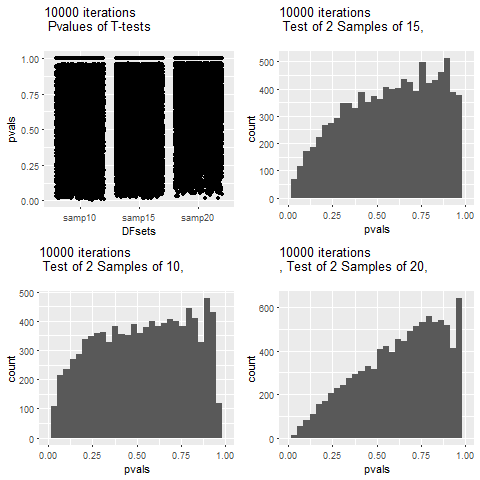 10000 iterations
Pvalues of T-tests
1.00
0.75
0.50
0.25
0.00
pvals
samp10 samp15 samp20
DFsets
10000 iterations
Test of 2 Samples of 15,
500
400
300
200
100
0
count
0.00 0.25 0.50 0.75 1.00
pvals
10000 iterations
Test of 2 Samples of 10,
500
400
300
200
100
0
count
0.00 0.25 0.50 0.75 1.00
pvals
10000 iterations
, Test of 2 Samples of 20,
600
400
200
0
count
0.00 0.25 0.50 0.75 1.00
pvals